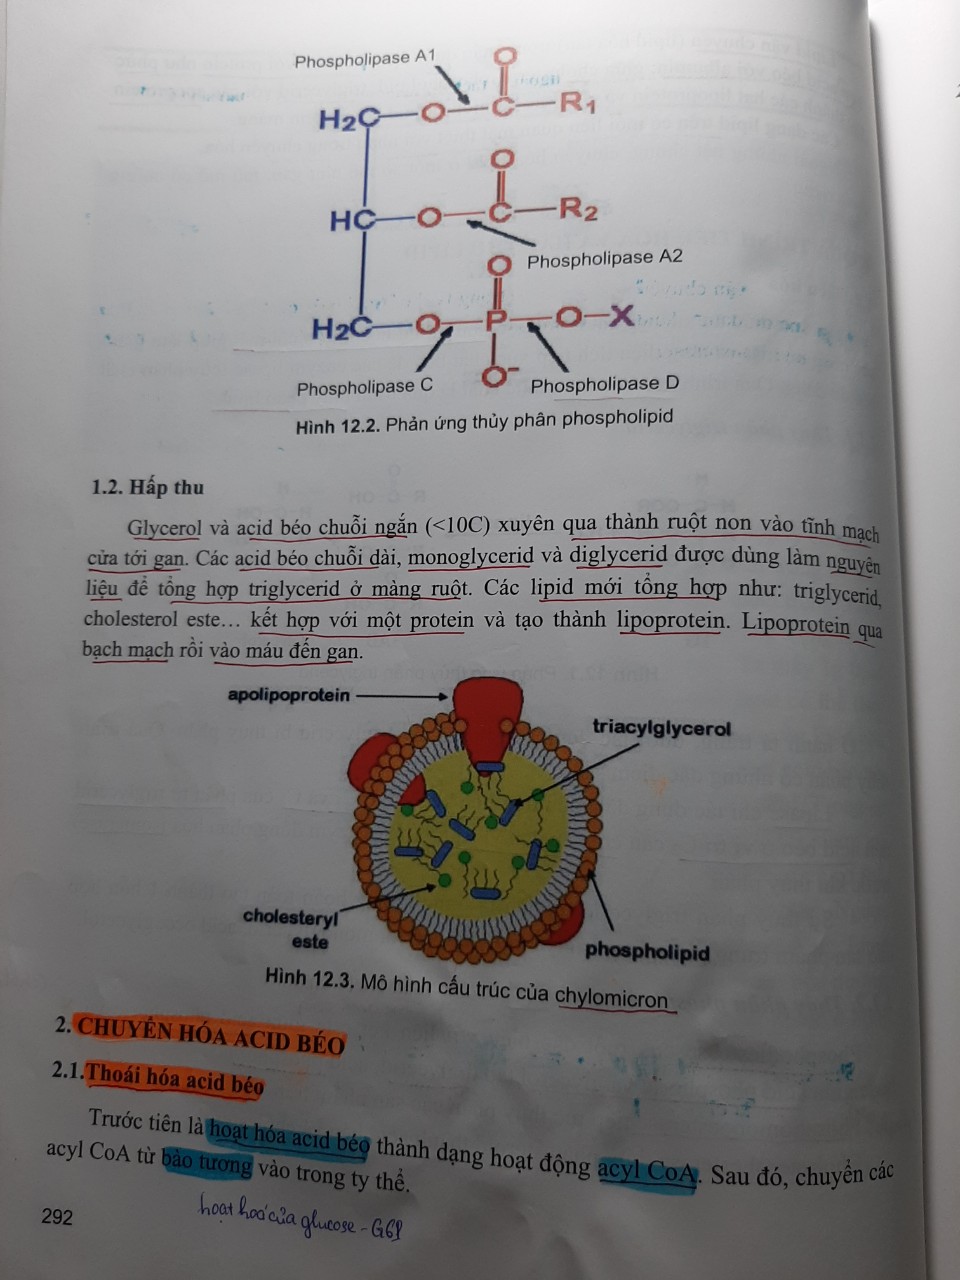 Phospholipase A1
O
H₂C—O—C—R₁
O
HC—O—C—R₂
O
Phospholipase A2
H₂C—O—P—O—X
O⁻
Phospholipase C
Phospholipase D
Hình 12.2. Phản ứng thủy phân phospholipid
1.2. Hấp thu
Glycerol và acid béo chuỗi ngắn (<10C) xuyên qua thành ruột non vào tĩnh mạch
cửa tới gan. Các acid béo chuỗi dài, monoglycerid và diglycerid được dùng làm nguyên
liệu để tổng hợp triglycerid ở màng ruột. Các lipid mới tổng hợp như: triglycerid,
cholesterol este... kết hợp với một protein và tạo thành lipoprotein. Lipoprotein qua
bạch mạch rồi vào máu đến gan.
apolipoprotein
triacylglycerol
cholesteryl
este
phospholipid
Hình 12.3. Mô hình cấu trúc của chylomicron
2. CHUYỂN HÓA ACID BÉO
2.1.Thoái hóa acid béo
Trước tiên là hoạt hóa acid béo thành dạng hoạt động acyl CoA. Sau đó, chuyển các
acyl CoA từ bào tương vào trong ty thể.
hoạt hoá của glucose - G6P
292